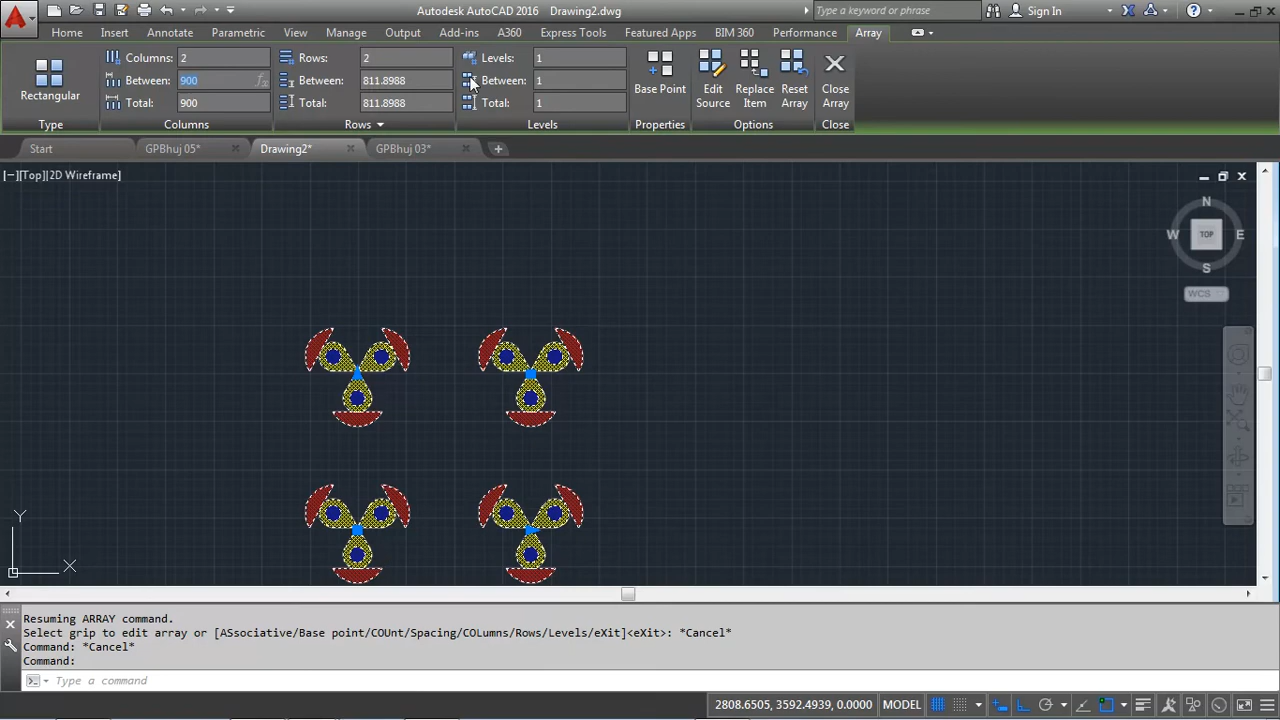 Autodesk AutoCAD 2016 Drawing2.dwg
Type a keyword or phrase
Sign In
Home Insert Annotate Parametric View Manage Output Add-ins A360 Express Tools Featured Apps BIM 360 Performance Array
Columns: 2 Rows: 2 Levels: 1
Between: 900 Between: 811.8988 Between: 1
Total: 900 Total: 811.8988 Total: 1
Rectangular
Base Point
Edit Source
Replace Item
Reset Array
Close Array
Type Columns Rows Levels Properties Options Close
Start GPBhuj 05* Drawing2* GPBhuj 03*
[−][Top][2D Wireframe]
N
W TOP E
S
WCS
Y
X
Resuming ARRAY command.
Select grip to edit array or [ASsociative/Base point/COUnt/Spacing/COLumns/Rows/Levels/eXit]<eXit>: *Cancel*
Command: *Cancel*
Command:
Type a command
2808.6505, 3592.4939, 0.0000 MODEL